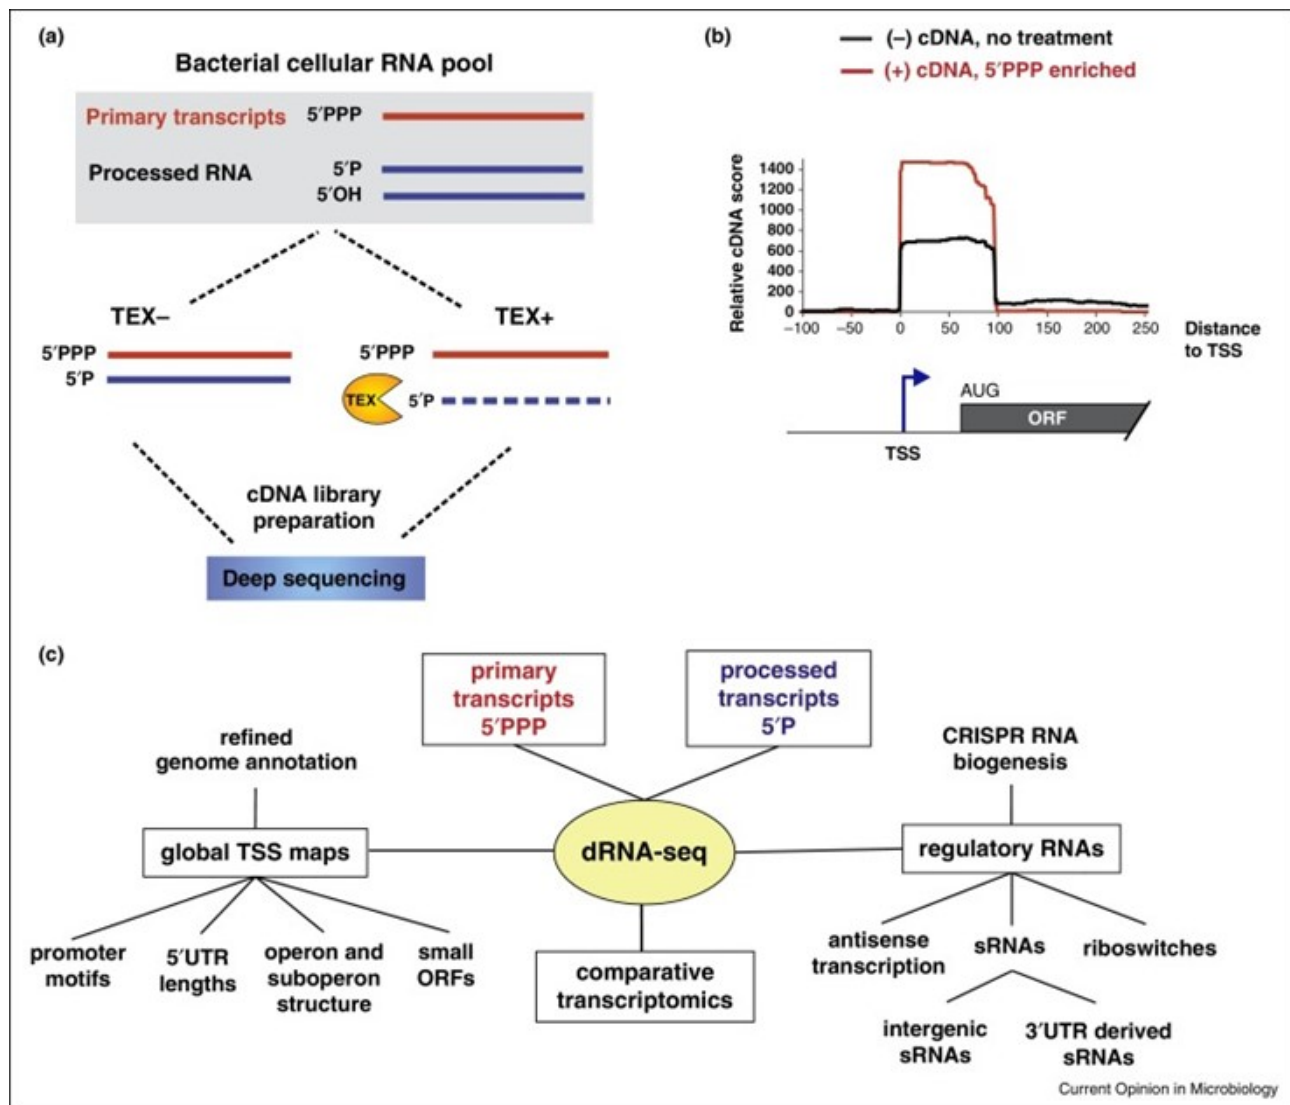 (a)
Bacterial cellular RNA pool
Primary transcripts 5′PPP
Processed RNA 5′P
5′OH
TEX–
TEX+
5′PPP
5′P
5′PPP
TEX 5′P
cDNA library
preparation
Deep sequencing
(b)
(–) cDNA, no treatment
(+) cDNA, 5′PPP enriched
Relative cDNA score
1400
1200
1000
800
600
400
200
0
–100 –50 0 50 100 150 200 250
Distance
to TSS
AUG
ORF
TSS
(c)
primary
transcripts
5′PPP
processed
transcripts
5′P
refined
genome annotation
CRISPR RNA
biogenesis
global TSS maps
dRNA-seq
regulatory RNAs
promoter
motifs
5′UTR
lengths
operon and
suboperon
structure
small
ORFs
comparative
transcriptomics
antisense
transcription
sRNAs
riboswitches
intergenic
sRNAs
3′UTR derived
sRNAs
Current Opinion in Microbiology